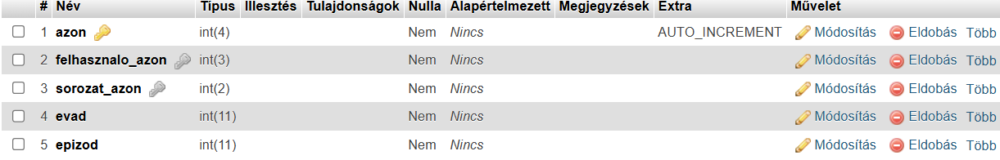 # Név Típus Illesztés Tulajdonságok Nulla Alapértelmezett Megjegyzések Extra Művelet
1 azon int(4) Nem Nincs AUTO_INCREMENT Módosítás Eldobás Több
2 felhasznalo_azon int(3) Nem Nincs Módosítás Eldobás Több
3 sorozat_azon int(2) Nem Nincs Módosítás Eldobás Több
4 evad int(11) Nem Nincs Módosítás Eldobás Több
5 epizod int(11) Nem Nincs Módosítás Eldobás Több